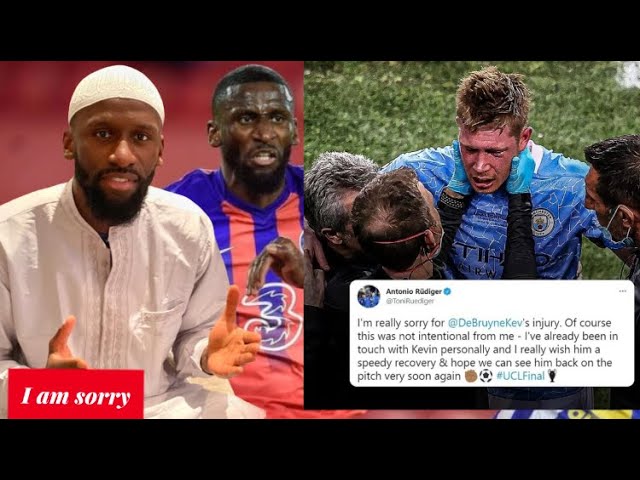 I am sorry
3
ETIHAD
Antonio Rüdiger
@ToniRuediger
I'm really sorry for @DeBruyneKev's injury. Of course
this was not intentional from me - I've already been in
touch with Kevin personally and I really wish him a
speedy recovery & hope we can see him back on the
pitch very soon again ✊🏾⚽ #UCLFinal